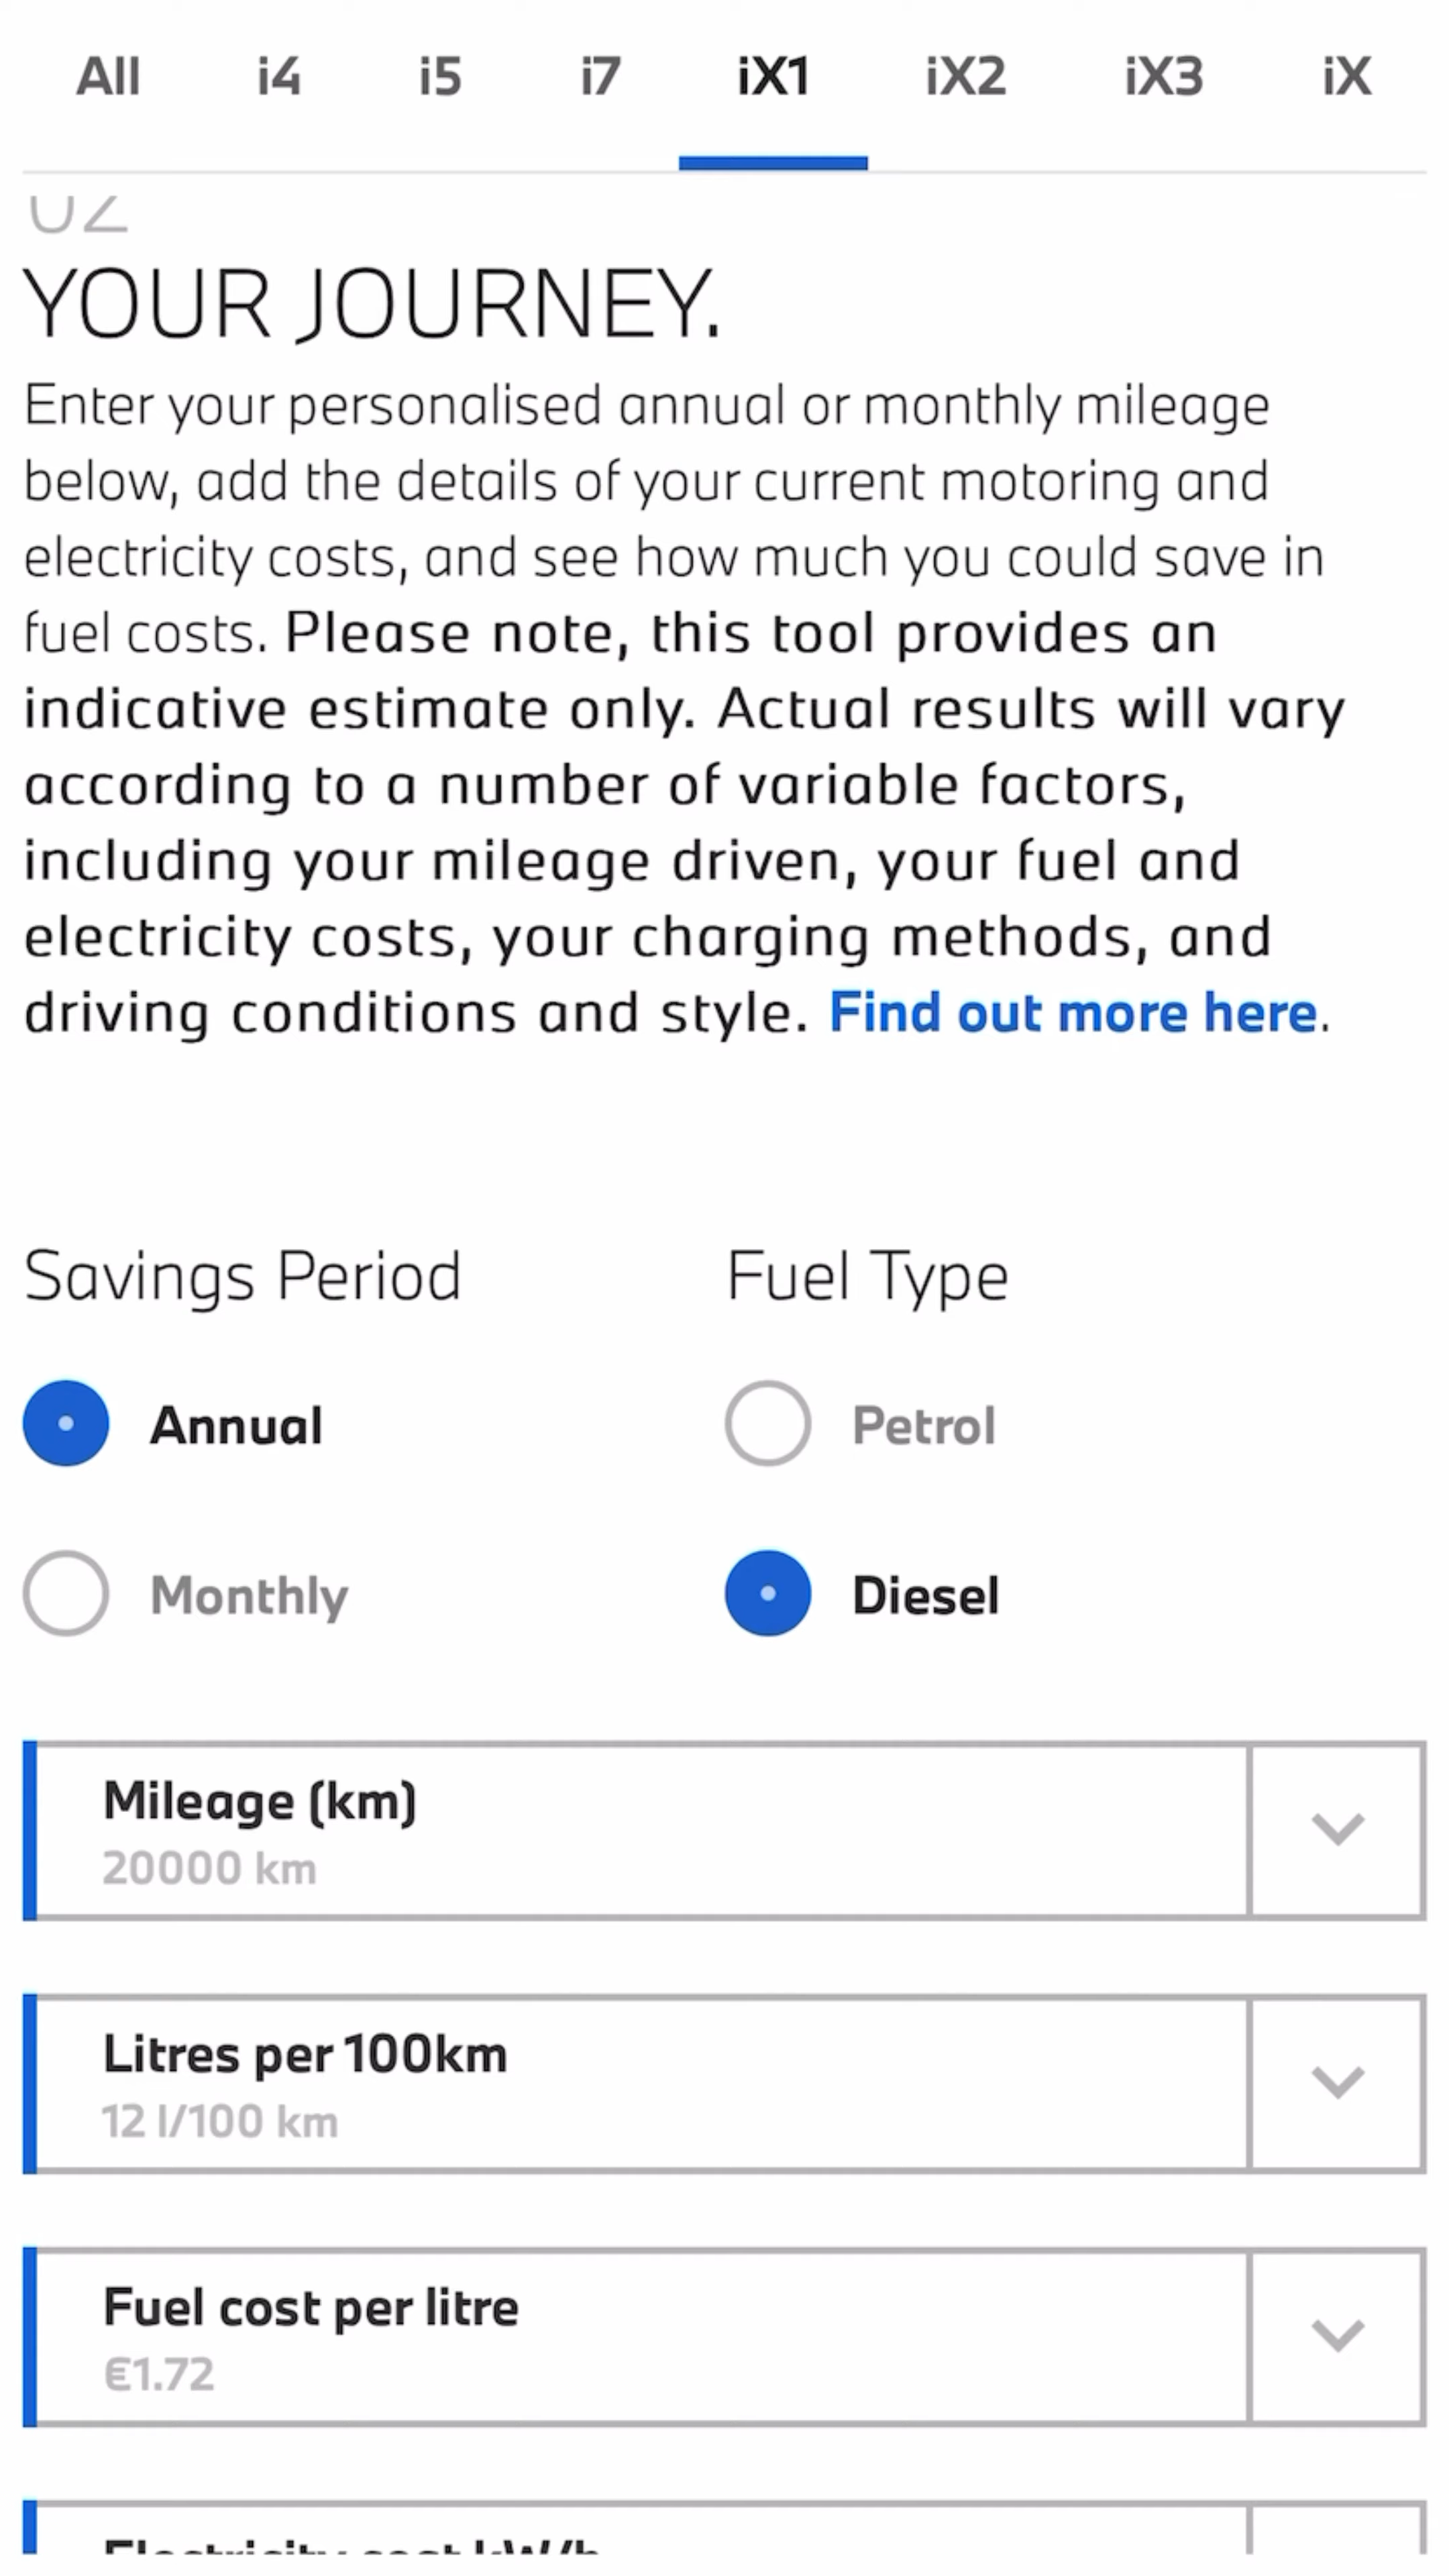 All i4 i5 i7 iX1 iX2 iX3 iX
02
YOUR JOURNEY.
Enter your personalised annual or monthly mileage
below, add the details of your current motoring and
electricity costs, and see how much you could save in
fuel costs. Please note, this tool provides an
indicative estimate only. Actual results will vary
according to a number of variable factors,
including your mileage driven, your fuel and
electricity costs, your charging methods, and
driving conditions and style. Find out more here.
Savings Period Fuel Type
Annual Petrol
Monthly Diesel
Mileage (km)
20000 km
Litres per 100km
12 l/100 km
Fuel cost per litre
€1.72
Electricity cost kW/h